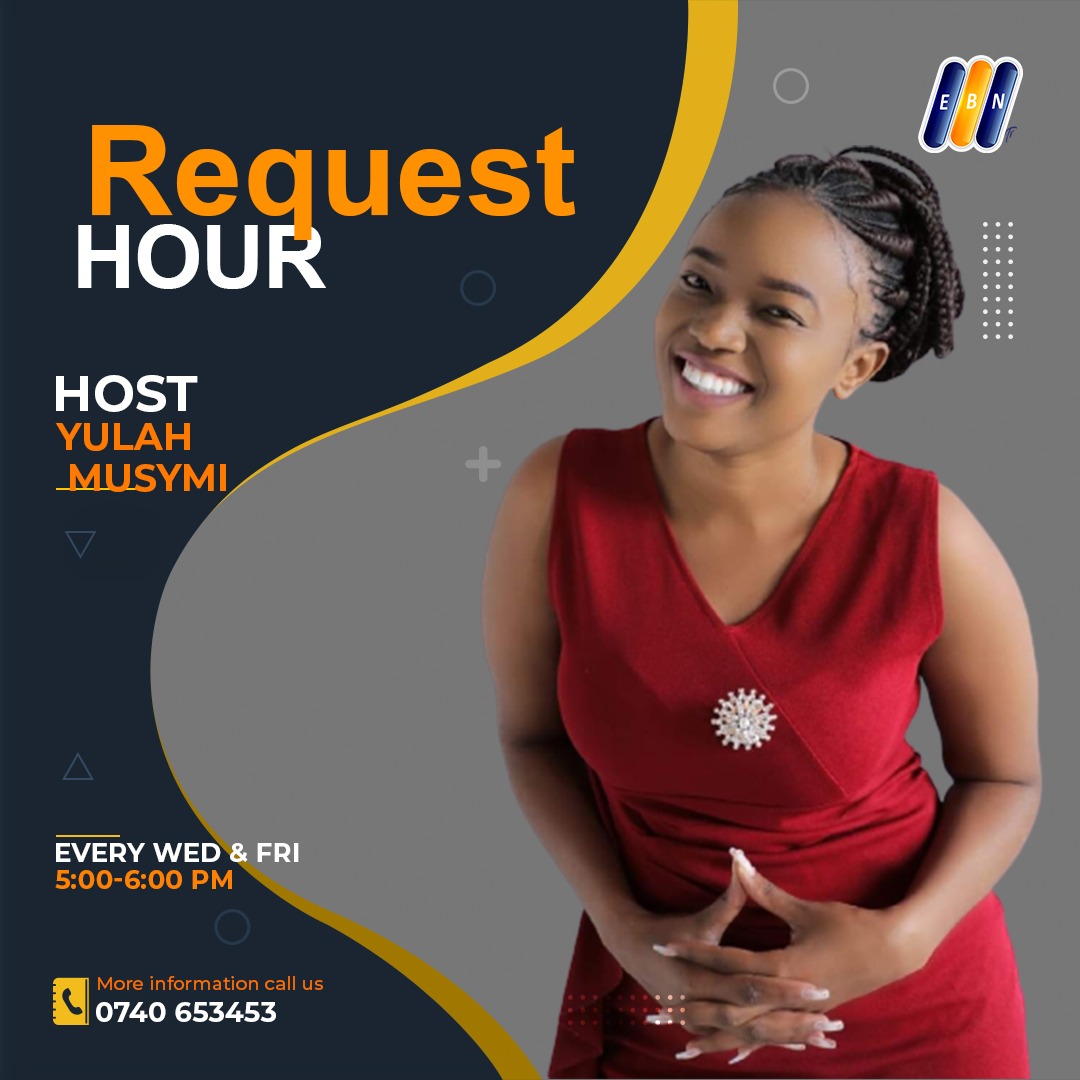 EBN
Request
HOUR
HOST
YULAH
MUSYMI
EVERY WED & FRI
5:00-6:00 PM
More information call us
0740 653453